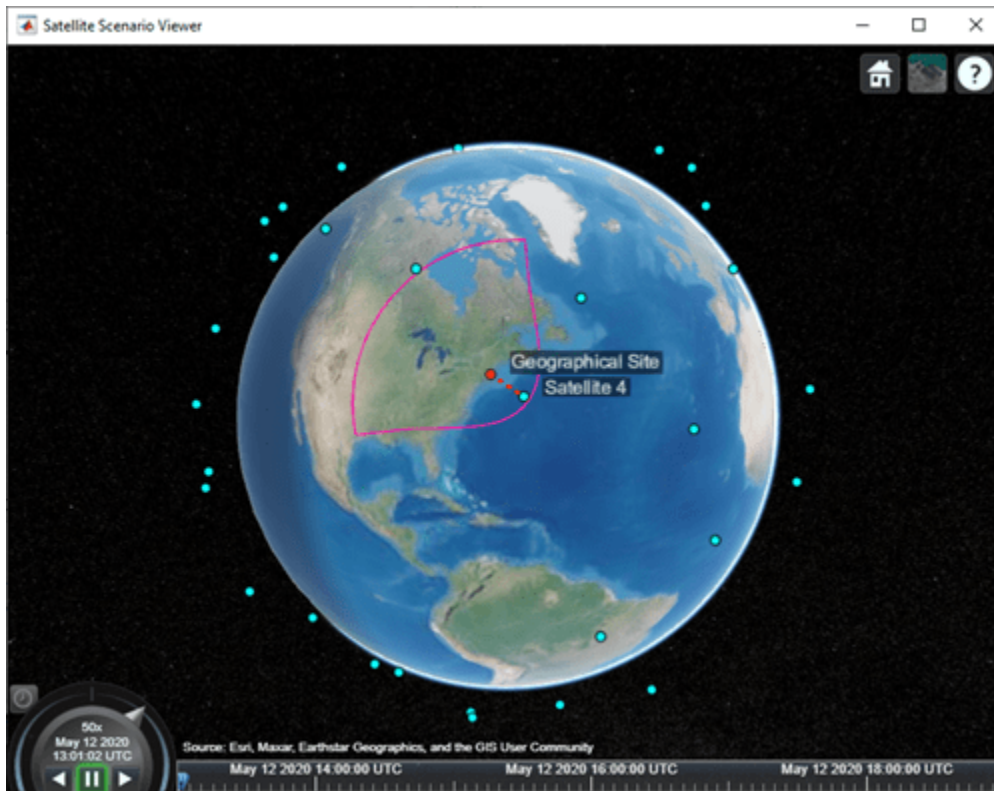 Satellite Scenario Viewer
?
Geographical Site
Satellite 4
50x
May 12 2020
13:01:02 UTC
Source: Esri, Maxar, Earthstar Geographics, and the GIS User Community
May 12 2020 14:00:00 UTC May 12 2020 16:00:00 UTC May 12 2020 18:00:00 UTC